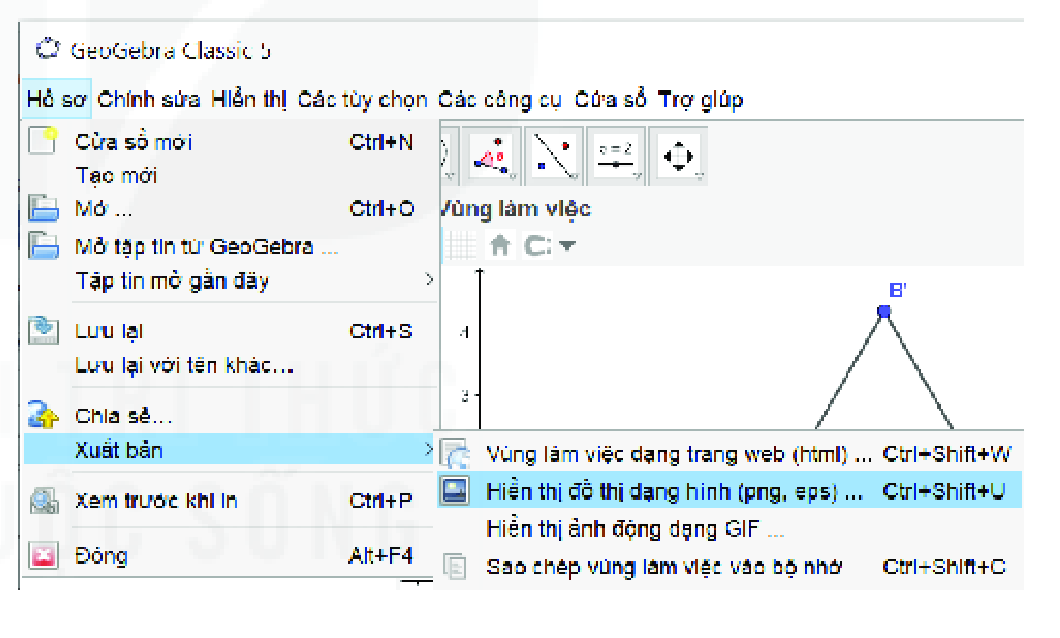 GeoGebra Classic 5
Hồ sơ Chỉnh sửa Hiển thị Các tùy chọn Các công cụ Cửa sổ Trợ giúp
Cửa sổ mới Ctrl+N
Tạo mới
Mở ... Ctrl+O
Mở tập tin từ GeoGebra ...
Tập tin mở gần đây
Lưu lại Ctrl+S
Lưu lại với tên khác...
Chia sẻ...
Xuất bản
Xem trước khi in Ctrl+P
Đóng Alt+F4
a=2
Vùng làm việc
B'
4
3
Vùng làm việc dạng trang web (html) ... Ctrl+Shift+W
Hiển thị đồ thị dạng hình (png, eps) ... Ctrl+Shift+U
Hiển thị ảnh động dạng GIF ...
Sao chép vùng làm việc vào bộ nhớ Ctrl+Shift+C